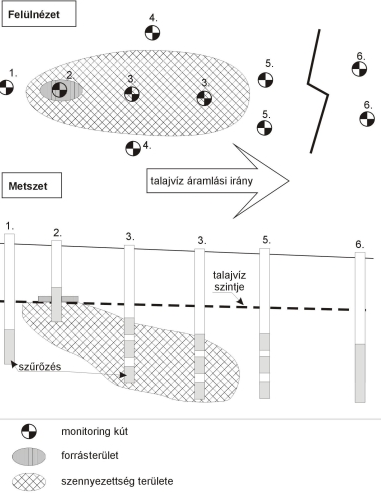 Felülnézet
4.
1.
2.
3.
3.
5.
6.
5.
6.
4.
talajvíz áramlási irány
Metszet
1.
2.
3.
3.
5.
6.
talajvíz
szintje
szűrőzés
monitoring kút
forrásterület
szennyezettség területe